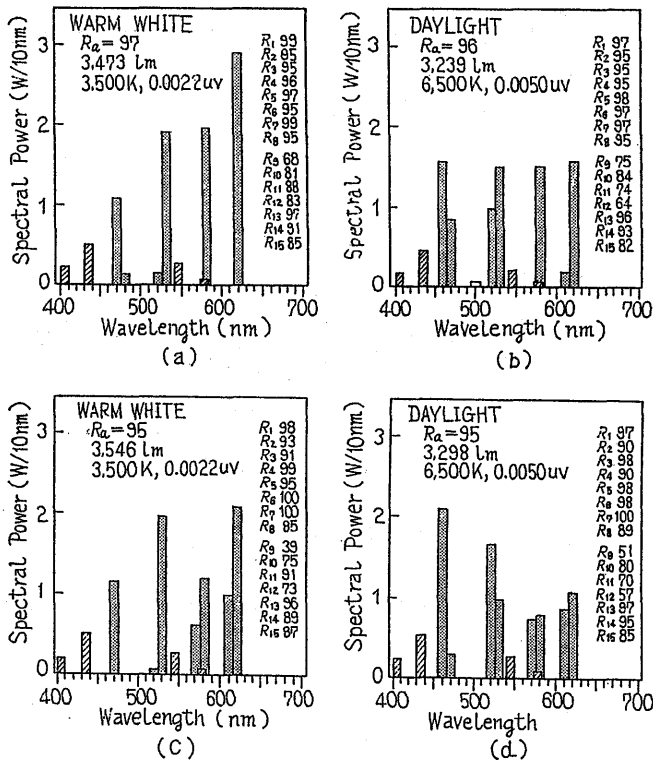 WARM WHITE
Ra=97
3,473 lm
3,500K, 0.0022uv
R1 99
R2 85
R3 95
R4 96
R5 97
R6 95
R7 99
R8 95
R9 68
R10 81
R11 88
R12 83
R13 97
R14 91
R15 85
Spectral Power (W/10nm)
3
2
1
0
400 500 600 700
Wavelength (nm)
(a)
DAYLIGHT
Ra=96
3,239 lm
6,500K, 0.0050uv
R1 97
R2 95
R3 95
R4 95
R5 98
R6 97
R7 97
R8 95
R9 75
R10 84
R11 74
R12 64
R13 96
R14 93
R15 82
Spectral Power (W/10nm)
3
2
1
0
400 500 600 700
Wavelength (nm)
(b)
WARM WHITE
Ra=95
3,546 lm
3,500K, 0.0022uv
R1 98
R2 93
R3 91
R4 99
R5 95
R6 100
R7 100
R8 85
R9 39
R10 75
R11 91
R12 73
R13 96
R14 89
R15 87
Spectral Power (W/10nm)
3
2
1
0
400 500 600 700
Wavelength (nm)
(c)
DAYLIGHT
Ra=95
3,298 lm
6,500K, 0.0050uv
R1 97
R2 90
R3 98
R4 90
R5 98
R6 98
R7 100
R8 89
R9 51
R10 80
R11 70
R12 57
R13 97
R14 95
R15 85
Spectral Power (W/10nm)
3
2
1
0
400 500 600 700
Wavelength
(d)